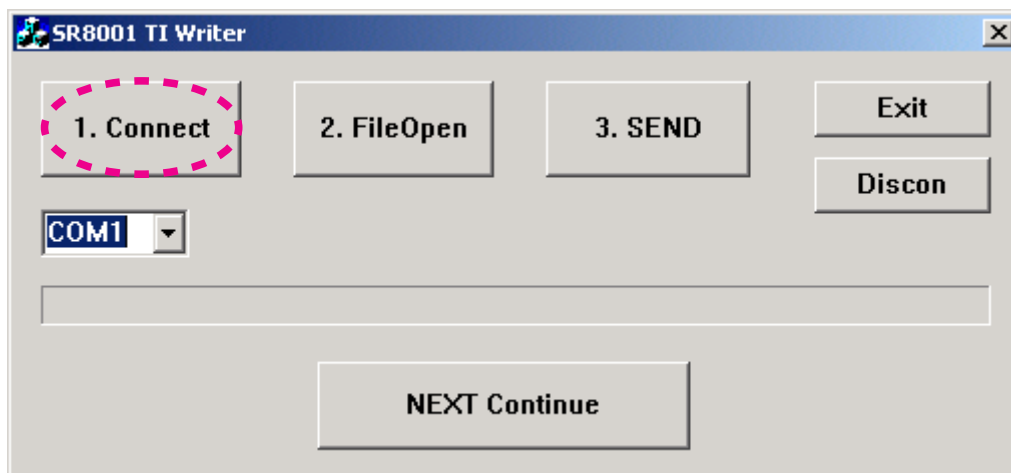 SR8001 TI Writer
1. Connect
2. FileOpen
3. SEND
Exit
Discon
COM1
NEXT Continue